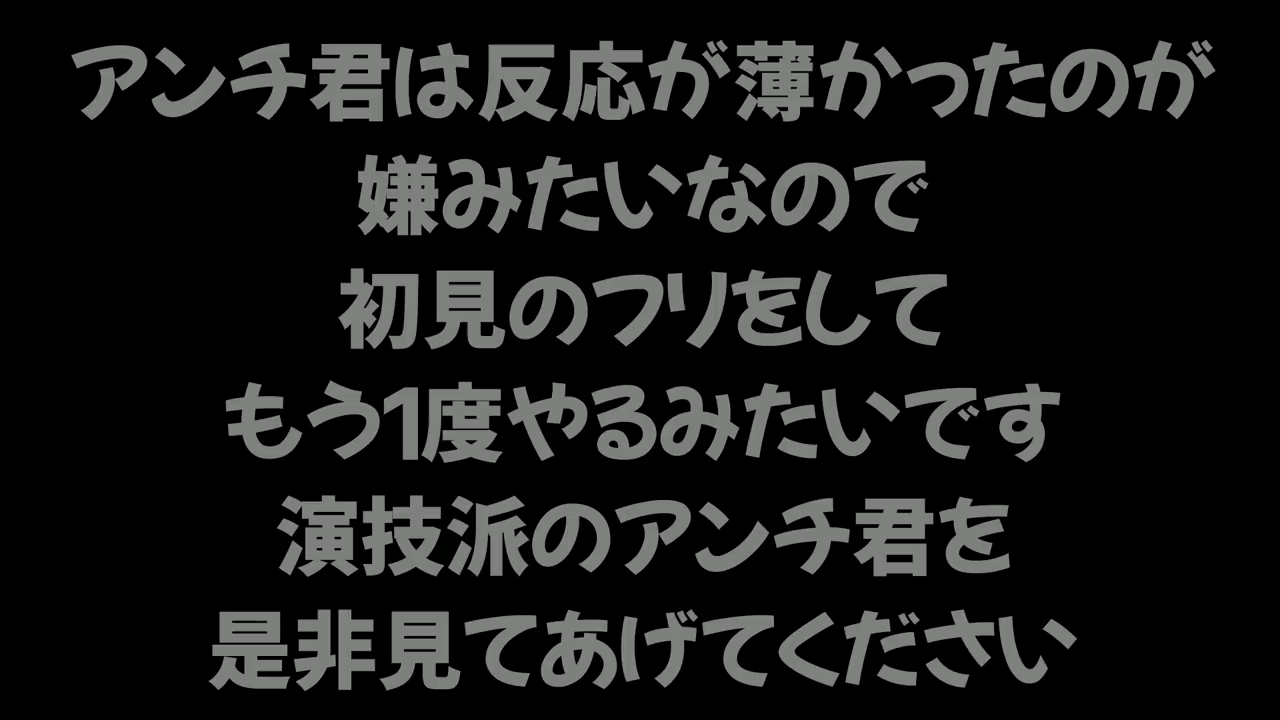 アンチ君は反応が薄かったのが
嫌みたいなので
初見のフリをして
もう1度やるみたいです
演技派のアンチ君を
是非見てあげてください